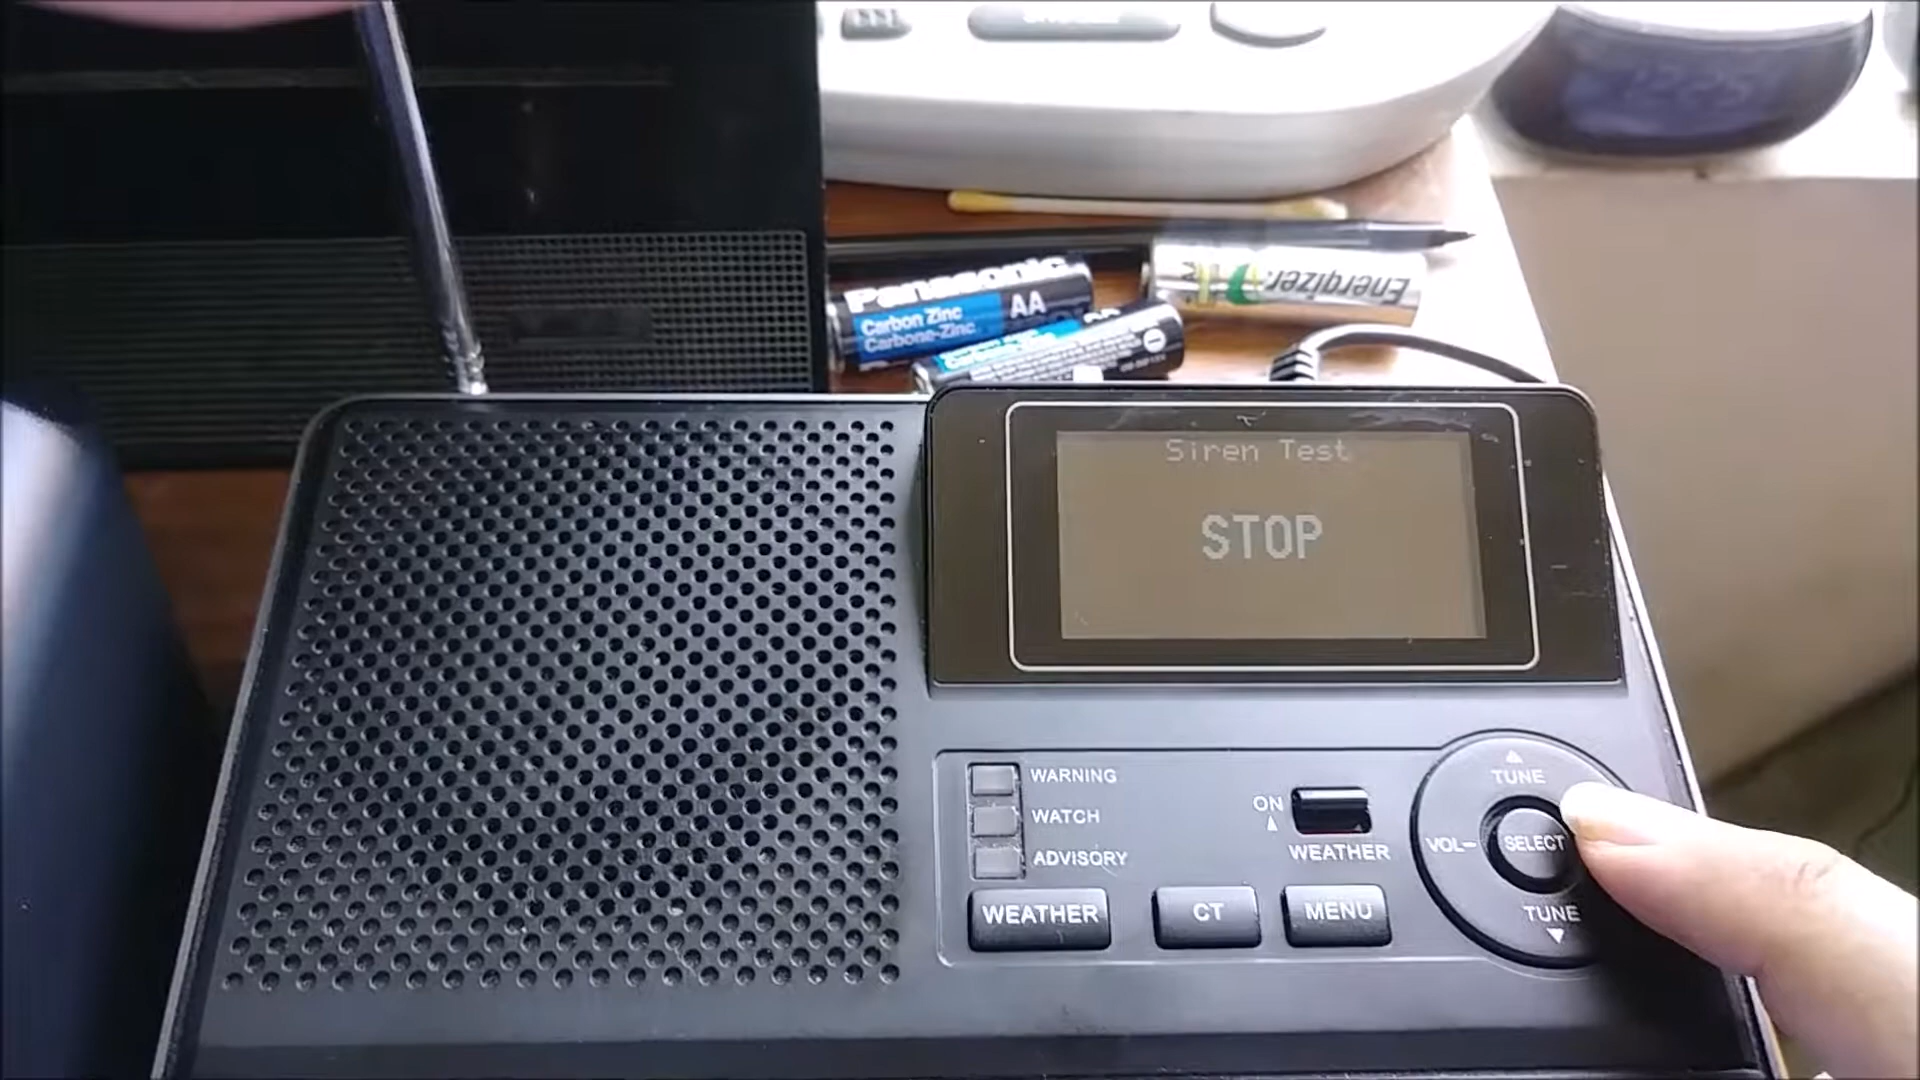 Panasonic
AA
Carbon Zinc
Carbone-Zinc
Energizer
Siren Test
STOP
WARNING
WATCH
ADVISORY
ON
WEATHER
TUNE
VOL-
SELECT
TUNE
WEATHER
CT
MENU